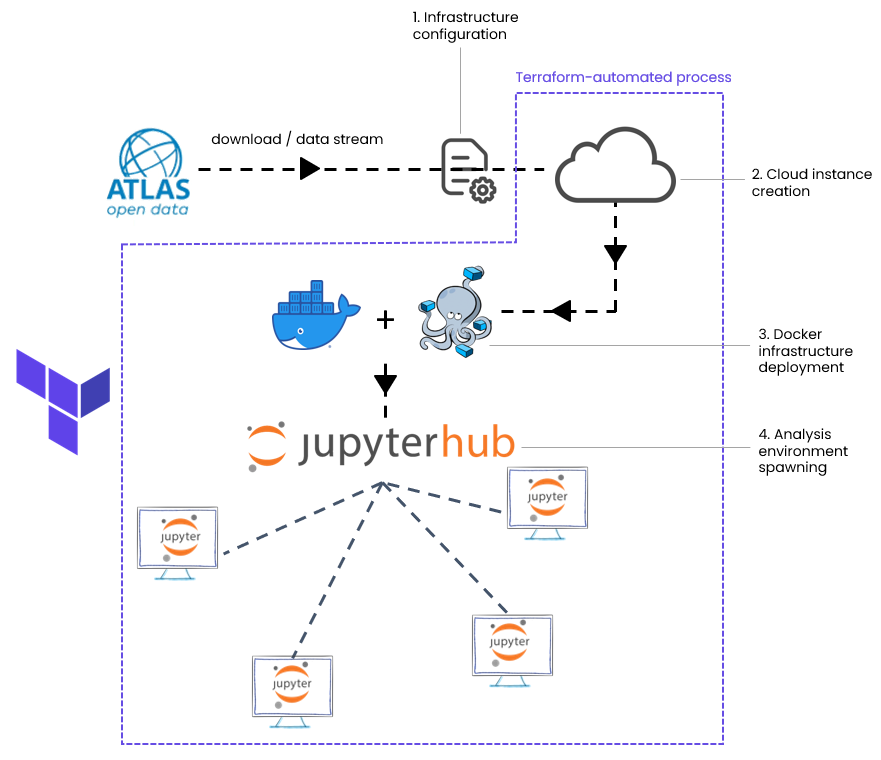 1. Infrastructure
configuration
Terraform-automated process
download / data stream
ATLAS
open data
2. Cloud instance
creation
+
3. Docker
infrastructure
deployment
jupyterhub
4. Analysis
environment
spawning
jupyter
jupyter
jupyter
jupyter